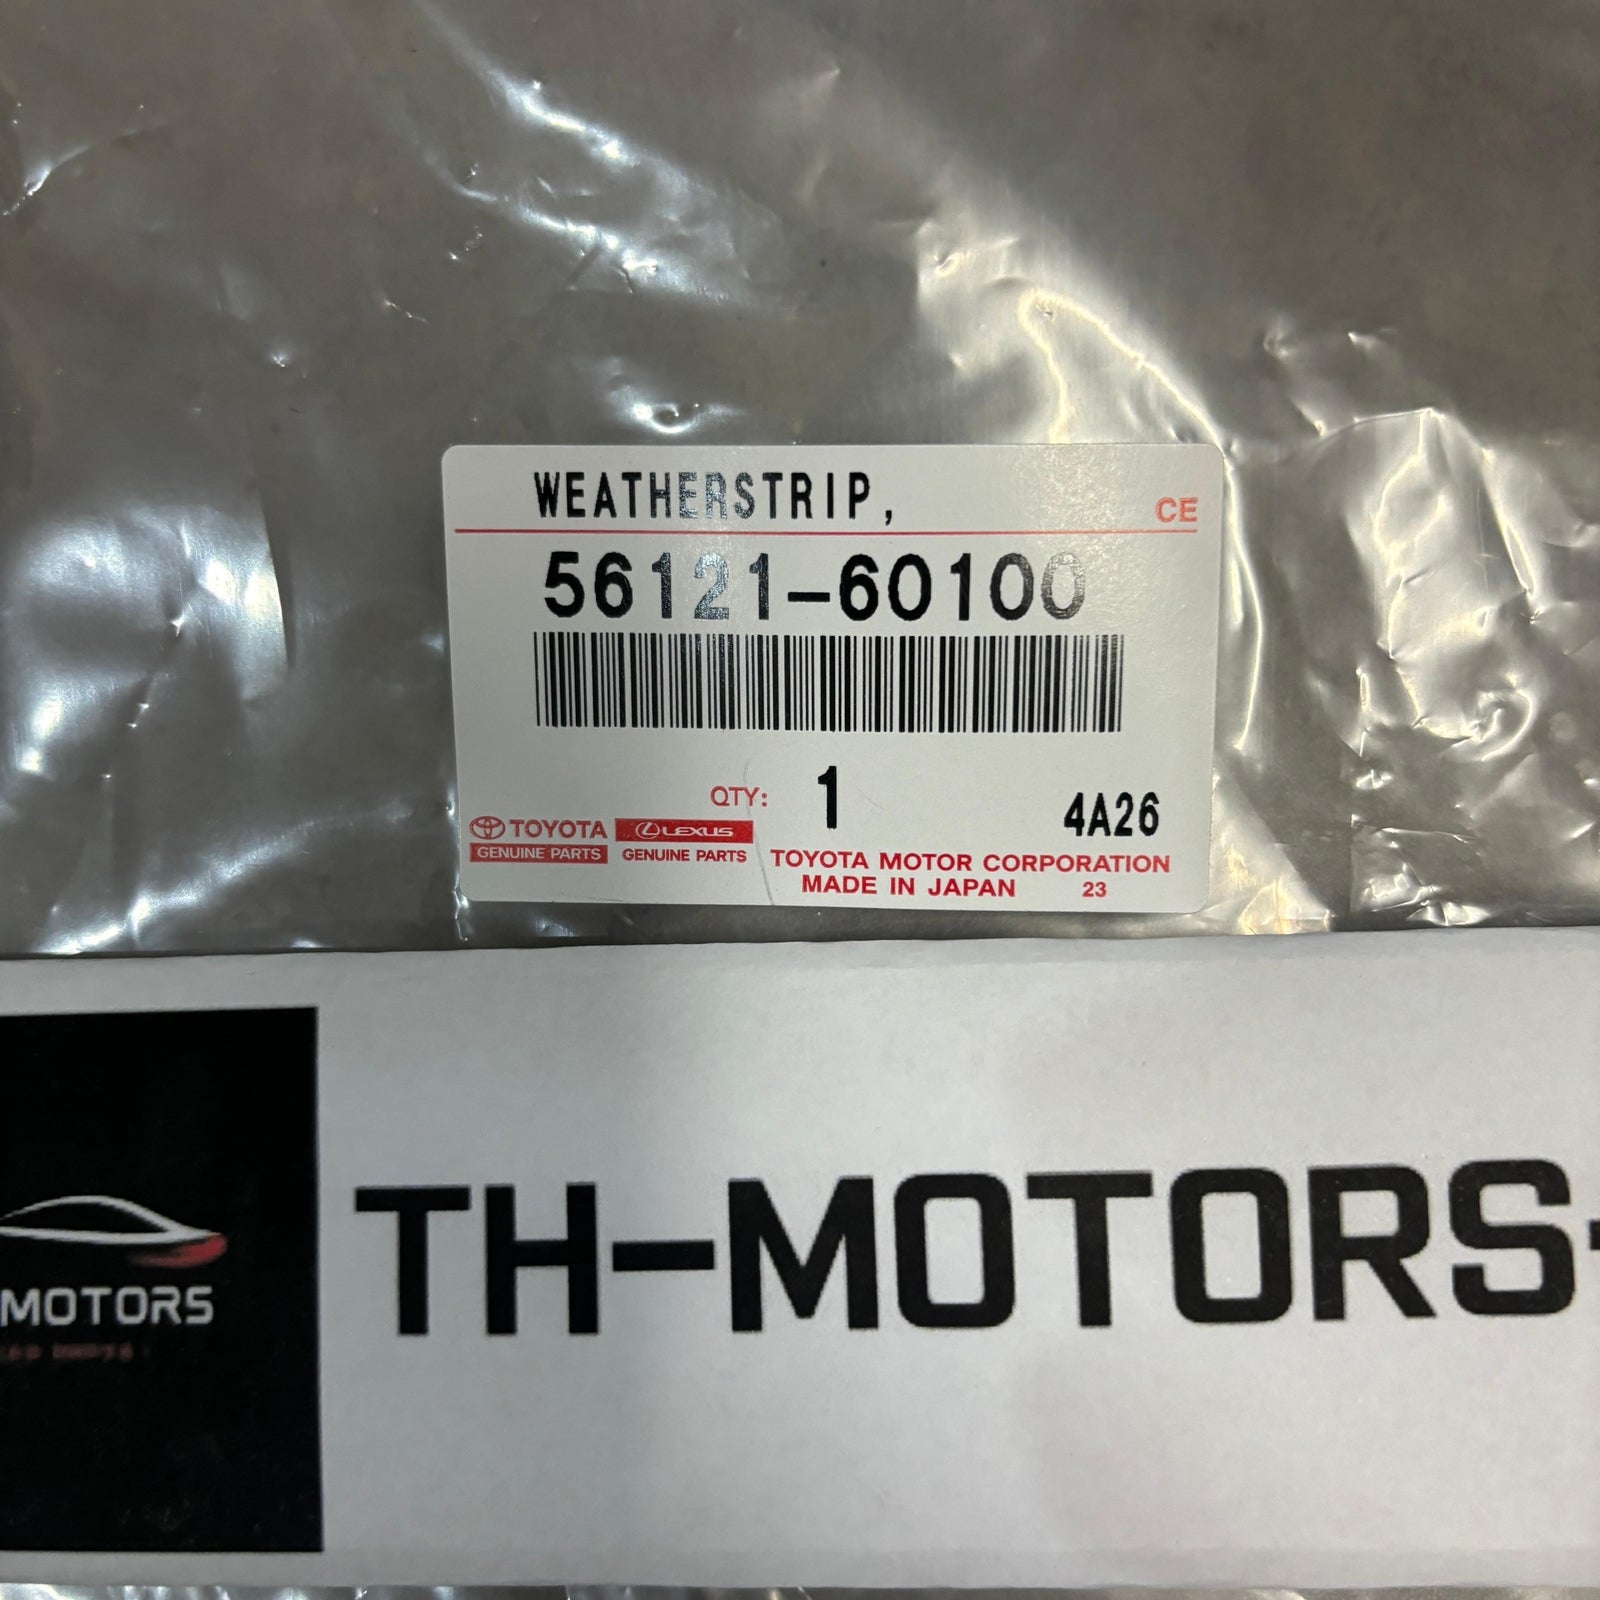 WEATHERSTRIP,
CE
56121-60100
QTY: 1
4A26
TOYOTA
GENUINE PARTS
LEXUS
GENUINE PARTS
TOYOTA MOTOR CORPORATION
MADE IN JAPAN 23
MOTORS
TH-MOTORS-